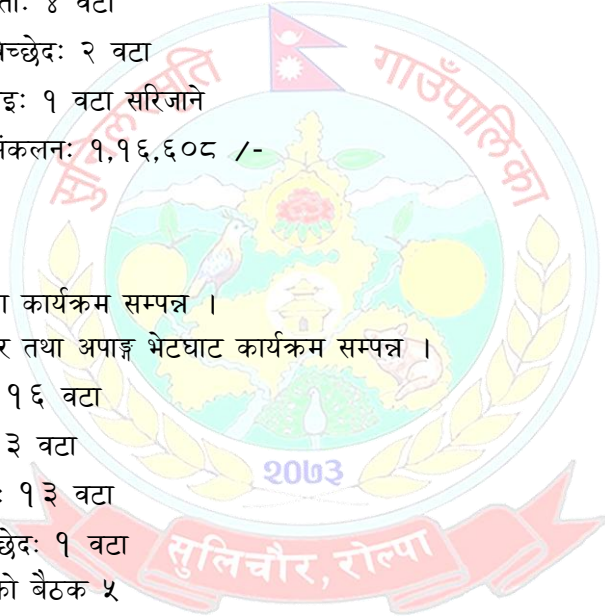 ४ वटा
२ वटा
१ वटा सरिजाने
१,१६,६०८ /-
सुनिलस्मृति गाउँपालिका
कार्यक्रम सम्पन्न ।
तथा अपाङ्ग भेटघाट कार्यक्रम सम्पन्न ।
१६ वटा
३ वटा
१३ वटा
१ वटा
बैठक ५
२०७३
सुलिचौर, रोल्पा